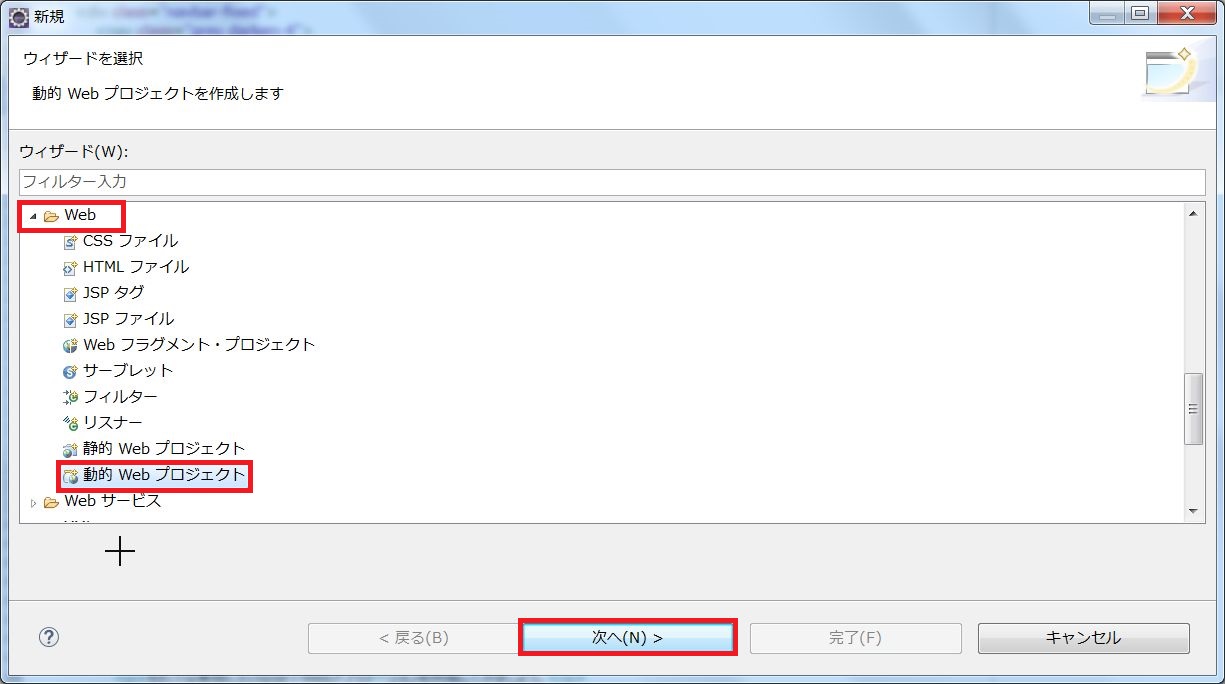 新規
ウィザードを選択
動的 Web プロジェクトを作成します
ウィザード(W):
フィルター入力
Web
CSS ファイル
HTML ファイル
JSP タグ
JSP ファイル
Web フラグメント・プロジェクト
サーブレット
フィルター
リスナー
静的 Web プロジェクト
動的 Web プロジェクト
Web サービス
< 戻る(B)
次へ(N) >
完了(F)
キャンセル